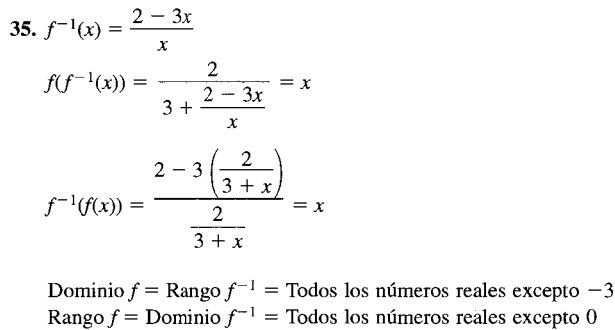 35. f⁻¹(x) = (2 − 3x)/x
f(f⁻¹(x)) = 2/(3 + (2 − 3x)/x) = x
f⁻¹(f(x)) = (2 − 3(2/(3 + x)))/(2/(3 + x)) = x
Dominio f = Rango f⁻¹ = Todos los números reales excepto −3
Rango f = Dominio f⁻¹ = Todos los números reales excepto 0